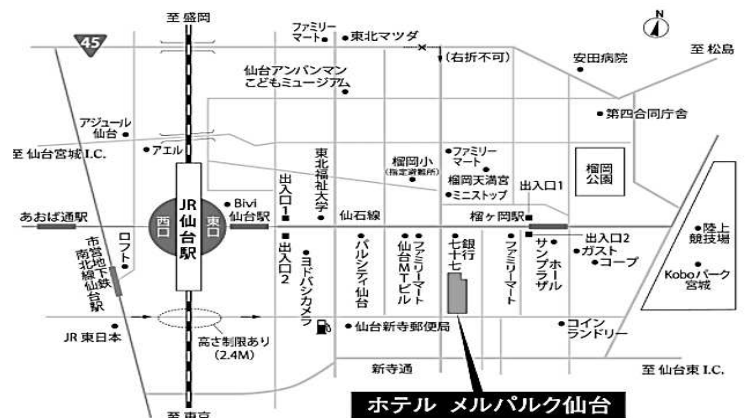 至 盛岡
45
ファミリー
マート
東北マツダ
(右折不可)
N
至 松島
安田病院
仙台アンパンマン
こどもミュージアム
第四合同庁舎
アジュール
仙台
至 仙台宮城 I.C.
アエル
出入口1
東北福祉大学
榴岡小
(指定避難所)
ファミリー
マート
榴岡天満宮
ミニストップ
榴岡
公園
出入口1
Bivi
仙台駅
あおば通駅
西口
JR仙台駅
東口
仙石線
榴ヶ岡駅
陸上
競技場
市営地下鉄
南北線仙台駅
ロフト
出入口2
ヨドバシカメラ
パルシティ仙台
仙台MTビル
ファミリーマート
七十七
銀行
ファミリーマート
サンプラザ
ホール
出入口2
ガスト
コープ
Koboパーク
宮城
JR東日本
高さ制限あり
(2.4M)
仙台新寺郵便局
コイン
ランドリー
新寺通
至 仙台東 I.C.
ホテル メルパルク仙台
至 東京